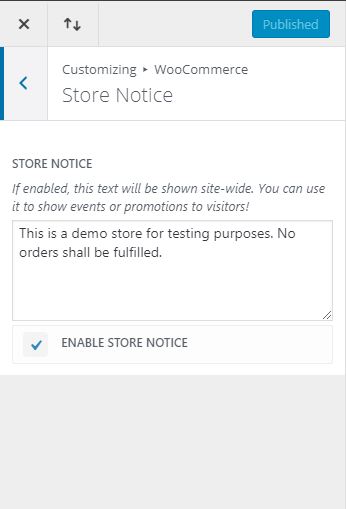 Published
Customizing ▸ WooCommerce
Store Notice
STORE NOTICE
If enabled, this text will be shown site-wide. You can use
it to show events or promotions to visitors!
This is a demo store for testing purposes. No
orders shall be fulfilled.
ENABLE STORE NOTICE